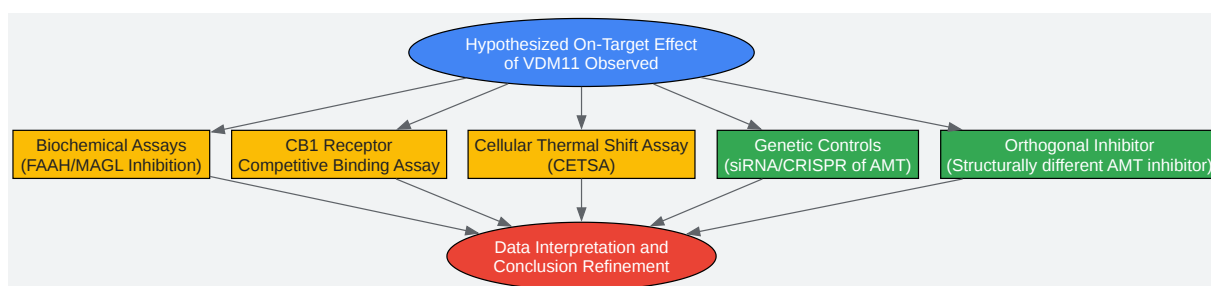 Hypothesized On-Target Effect
of VDM11 Observed
Biochemical Assays
(FAAH/MAGL Inhibition)
CB1 Receptor
Competitive Binding Assay
Cellular Thermal Shift Assay
(CETSA)
Genetic Controls
(siRNA/CRISPR of AMT)
Orthogonal Inhibitor
(Structurally different AMT inhibitor)
Data Interpretation and
Conclusion Refinement